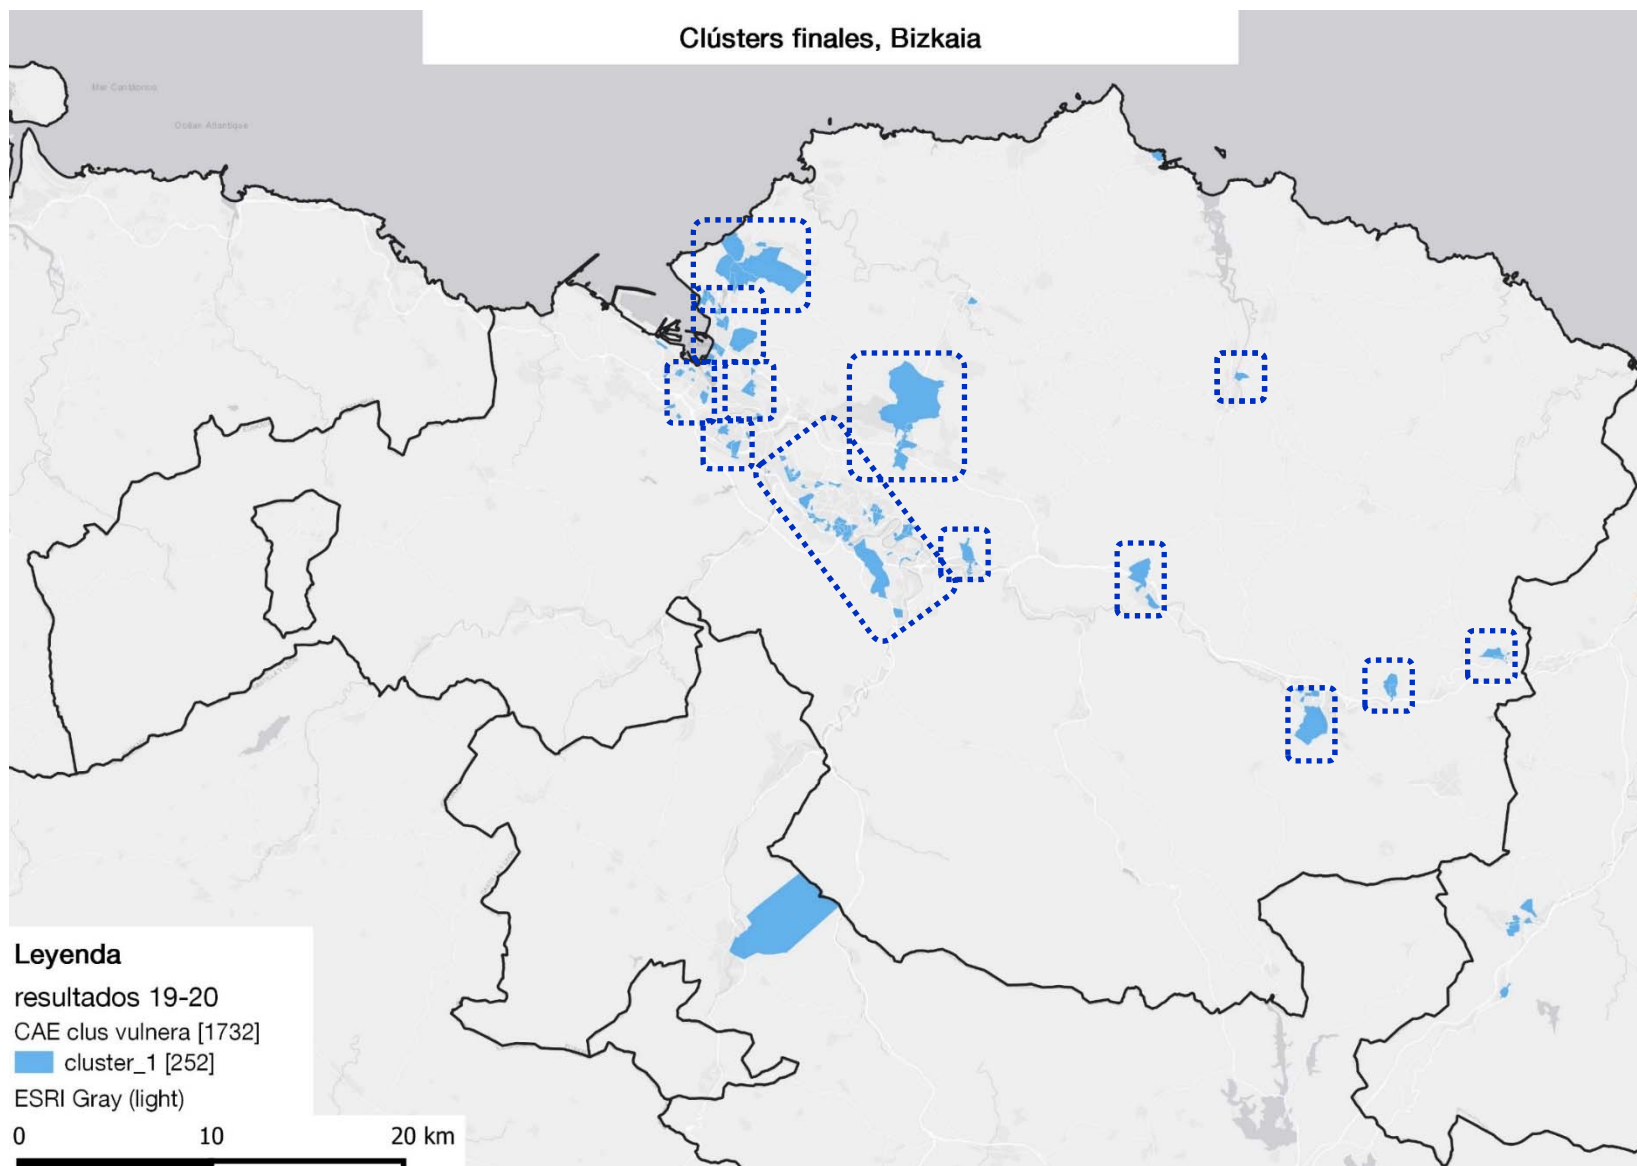 Clústers finales, Bizkaia
Mar Cantábrico
Océan Atlantique
Leyenda
resultados 19-20
CAE clus vulnera [1732]
cluster_1 [252]
ESRI Gray (light)
0 10 20 km